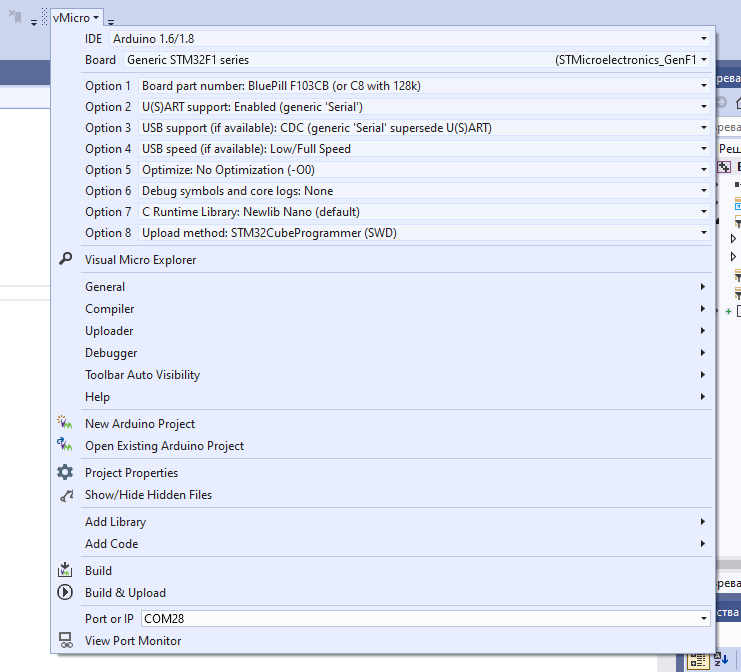 vMicro
IDE Arduino 1.6/1.8
Board Generic STM32F1 series (STMicroelectronics_GenF1
Option 1 Board part number: BluePill F103CB (or C8 with 128k)
Option 2 U(S)ART support: Enabled (generic 'Serial')
Option 3 USB support (if available): CDC (generic 'Serial' supersede U(S)ART)
Option 4 USB speed (if available): Low/Full Speed
Option 5 Optimize: No Optimization (-O0)
Option 6 Debug symbols and core logs: None
Option 7 C Runtime Library: Newlib Nano (default)
Option 8 Upload method: STM32CubeProgrammer (SWD)
Visual Micro Explorer
General
Compiler
Uploader
Debugger
Toolbar Auto Visibility
Help
New Arduino Project
Open Existing Arduino Project
Project Properties
Show/Hide Hidden Files
Add Library
Add Code
Build
Build & Upload
Port or IP COM28
View Port Monitor